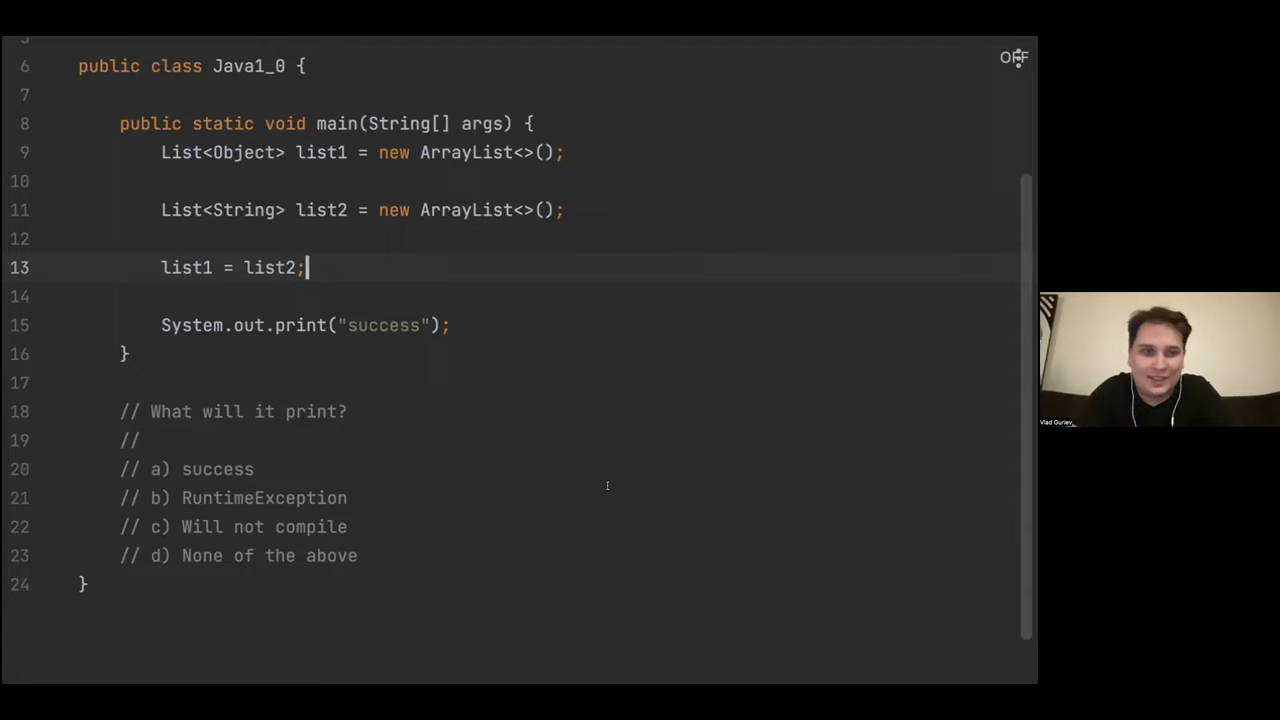 OFF
6 public class Java1_0 {
7
8 public static void main(String[] args) {
9 List<Object> list1 = new ArrayList<>();
10
11 List<String> list2 = new ArrayList<>();
12
13 list1 = list2;
14
15 System.out.print("success");
16 }
17
18 // What will it print?
19 //
20 // a) success
21 // b) RuntimeException
22 // c) Will not compile
23 // d) None of the above
24 }
Vlad Guriev